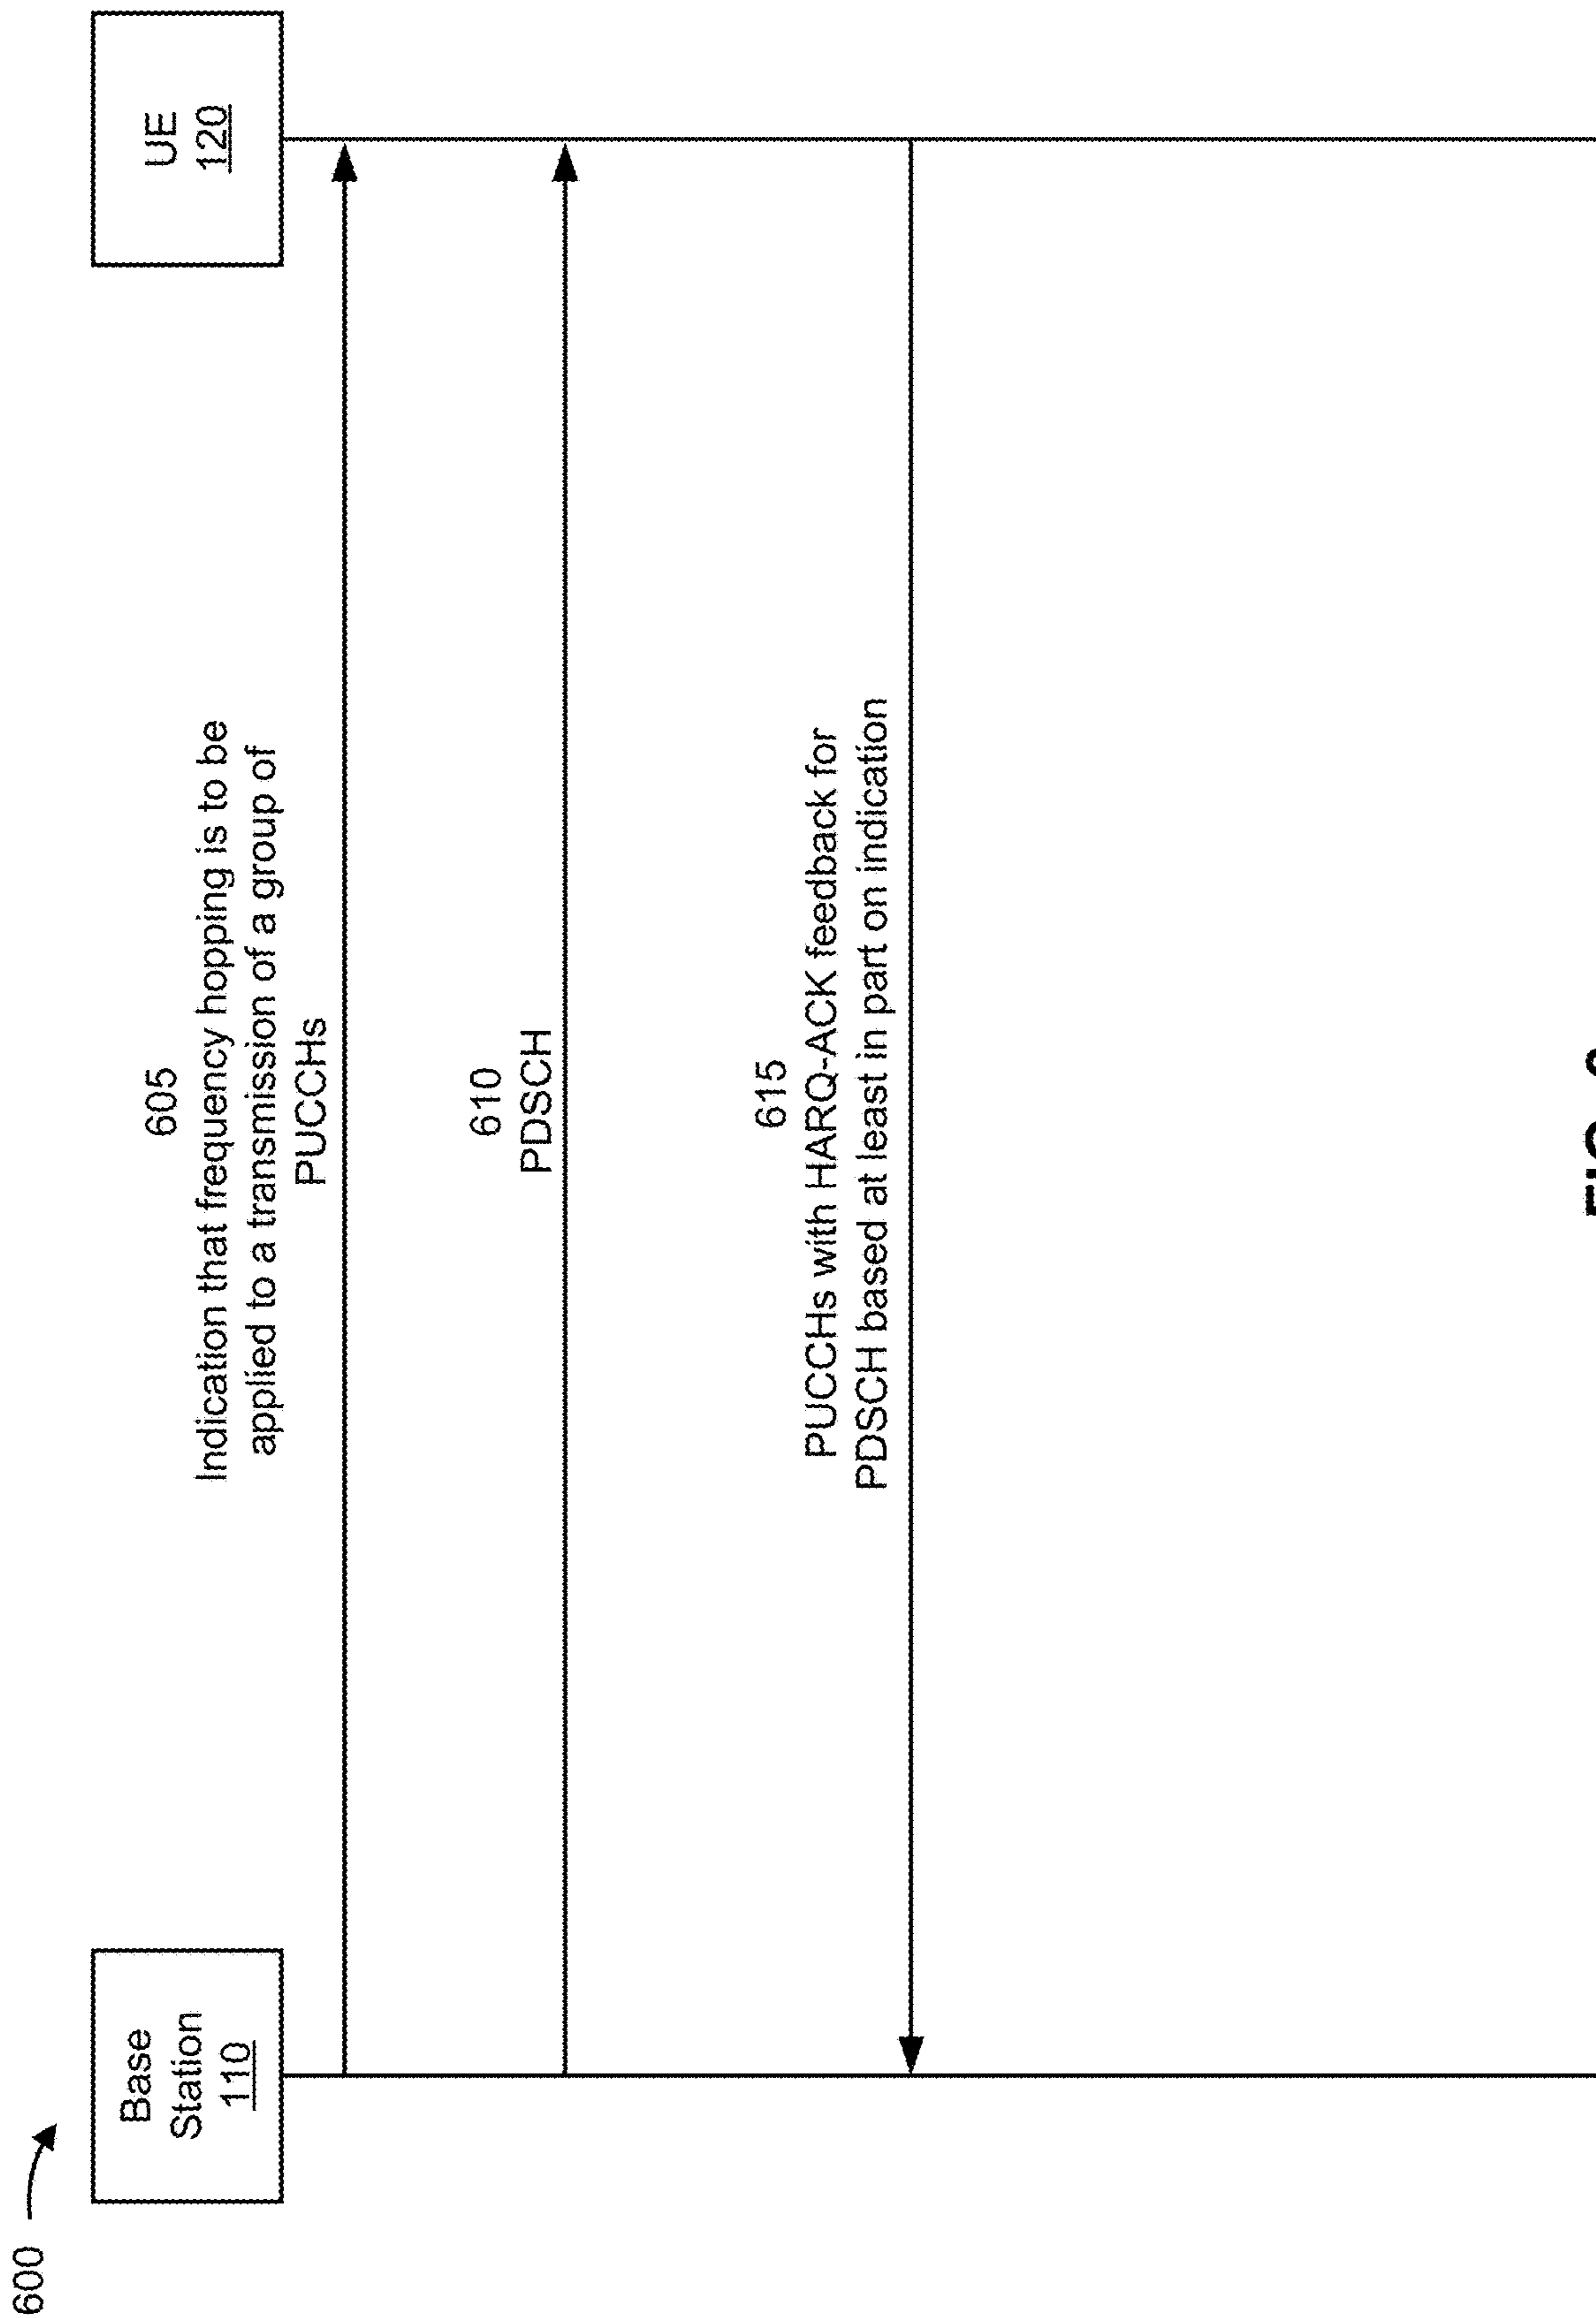 600
Base
Station
110
UE
120
605
Indication that frequency hopping is to be
applied to a transmission of a group of
PUCCHs
610
PDSCH
615
PUCCHs with HARQ-ACK feedback for
PDSCH based at least in part on indication